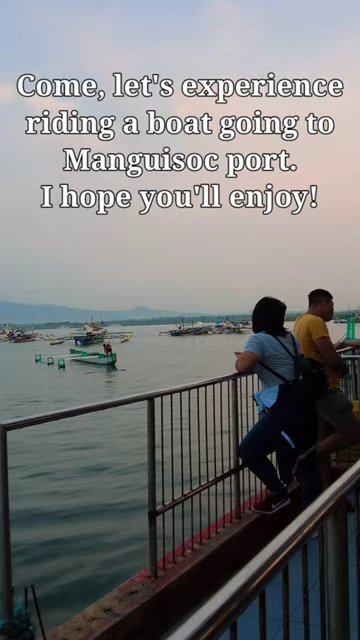 Come, let's experience
riding a boat going to
Manguisoc port.
I hope you'll enjoy!